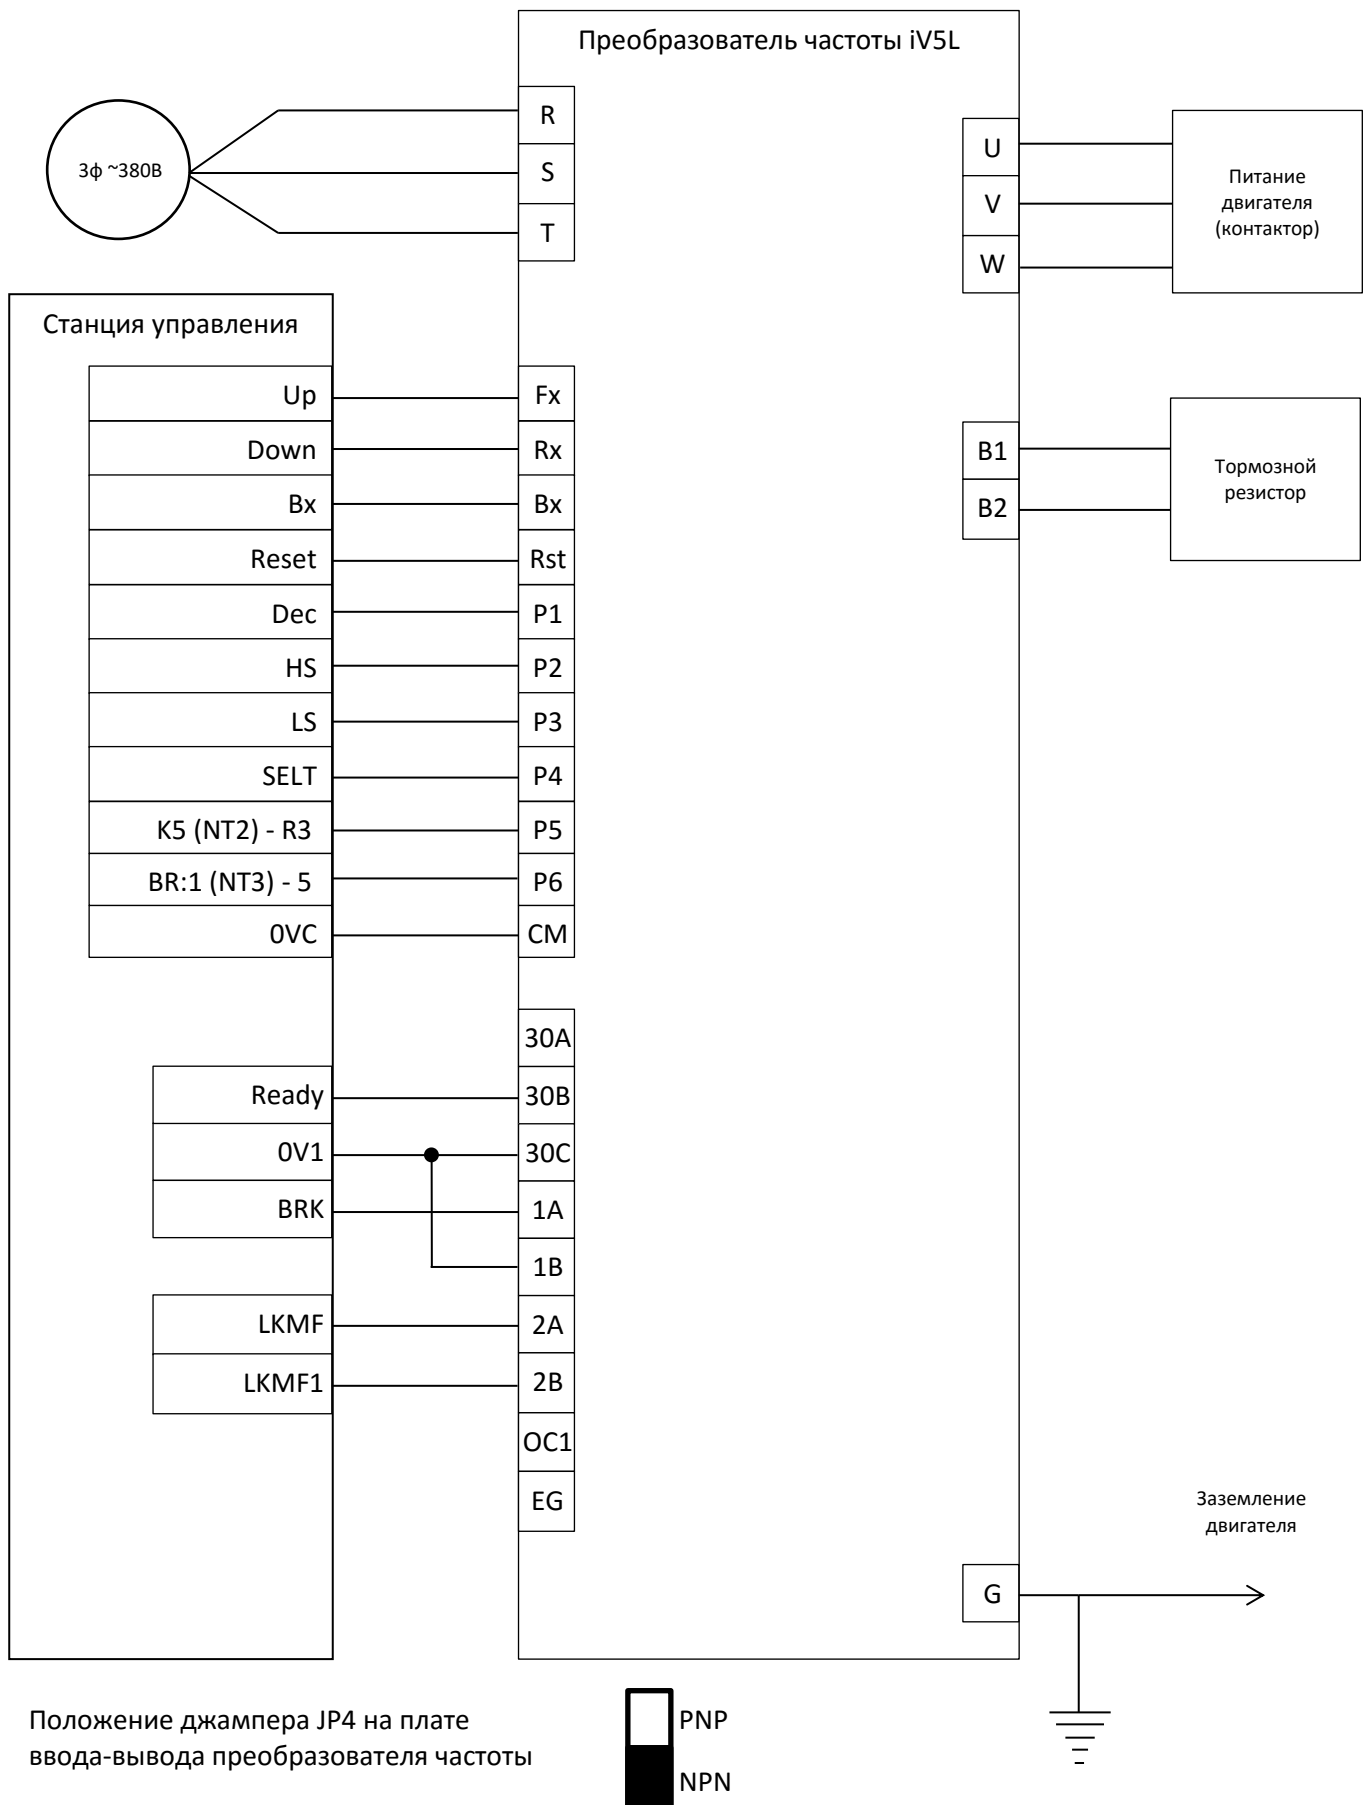 Преобразователь частоты iV5L
3ф ~380В
R
S
T
U
V
W
Питание
двигателя
(контактор)
Станция управления
Up
Fx
Down
Rx
Bx
Bx
Reset
Rst
Dec
P1
HS
P2
LS
P3
SELT
P4
K5 (NT2) - R3
P5
BR:1 (NT3) - 5
P6
0VC
CM
B1
B2
Тормозной
резистор
30A
Ready
30B
0V1
30C
BRK
1A
1B
LKMF
2A
LKMF1
2B
OC1
EG
Заземление
двигателя
G
Положение джампера JP4 на плате
ввода-вывода преобразователя частоты
PNP
NPN